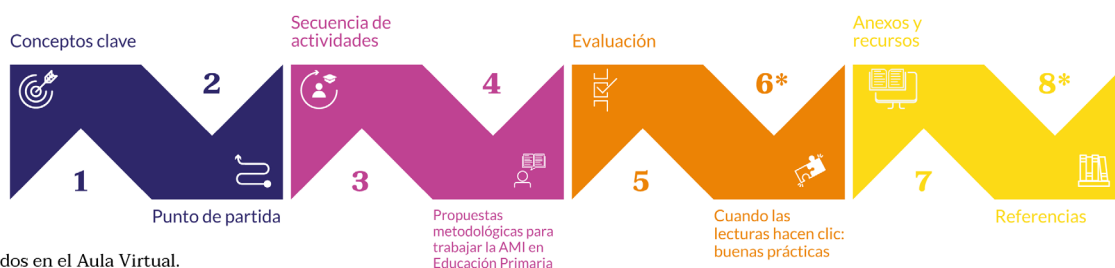 Conceptos clave
1
2
Punto de partida
Secuencia de
actividades
3
4
Propuestas
metodológicas para
trabajar la AMI en
Educación Primaria
Evaluación
5
6*
Cuando las
lecturas hacen clic:
buenas prácticas
Anexos y
recursos
7
8*
Referencias
dos en el Aula Virtual.